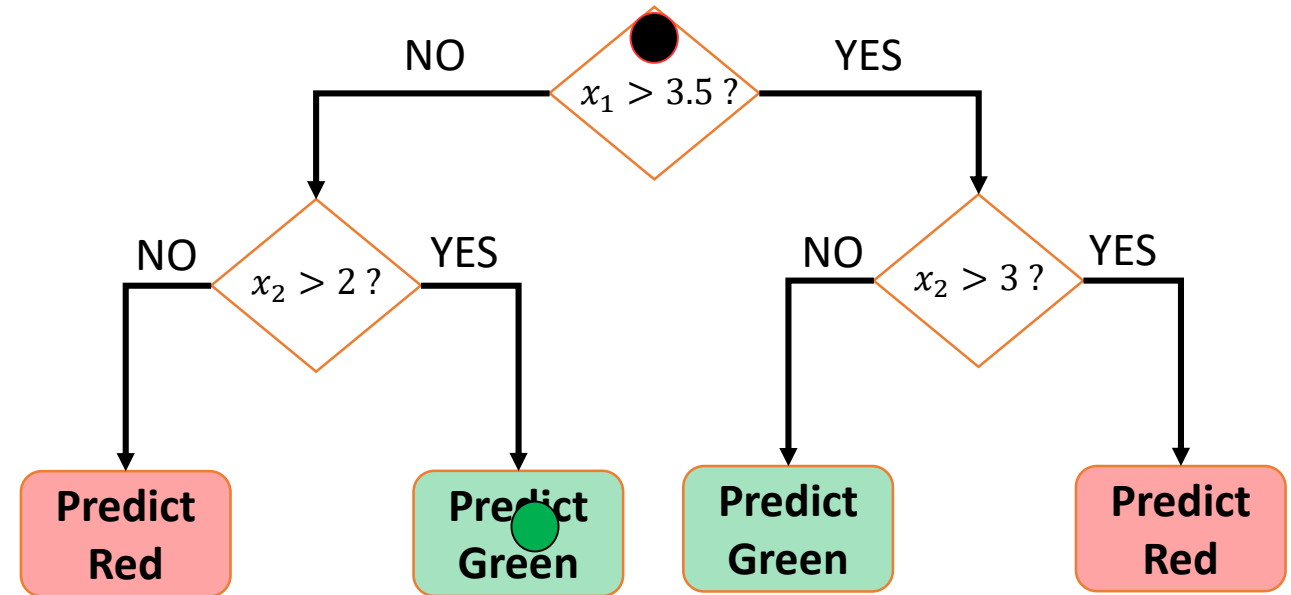 NO
YES
x₁ > 3.5 ?
NO
YES
NO
YES
x₂ > 2 ?
x₂ > 3 ?
Predict
Red
Predict
Green
Predict
Green
Predict
Red